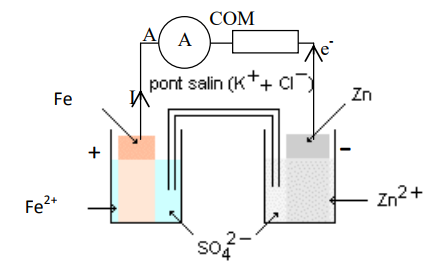 COM
A
A
e⁻
I
pont salin (K⁺ + Cl⁻)
Fe
Zn
+
−
Fe²⁺
Zn²⁺
SO₄²⁻